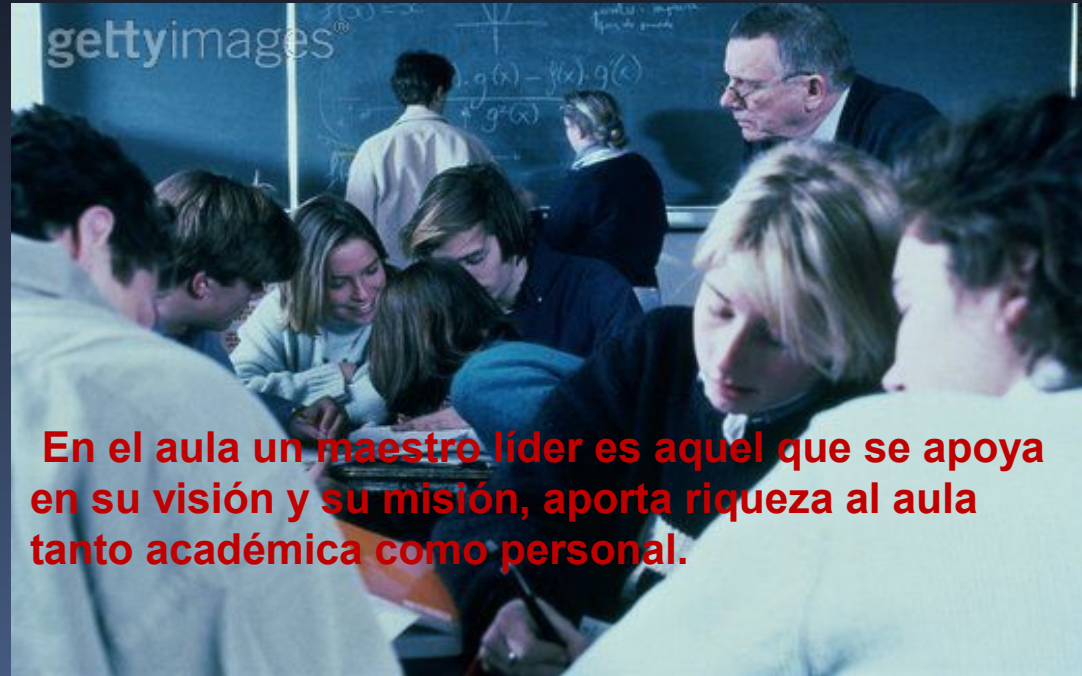 gettyimages®
f(x) = x
g(x) - f(x). g'(x)
g²(x)
En el aula un maestro líder es aquel que se apoya
en su visión y su misión, aporta riqueza al aula
tanto académica como personal.